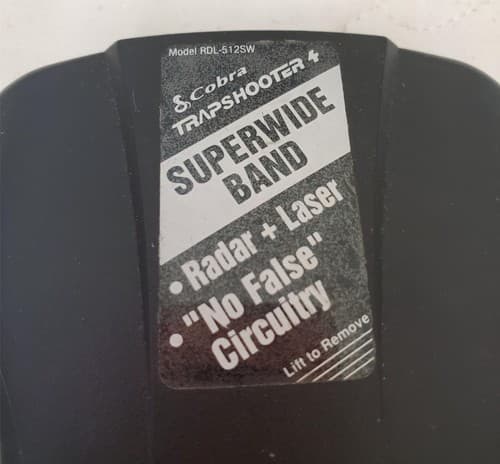 Model RDL-512SW
Cobra
TRAPSHOOTER 4
SUPERWIDE
BAND
• Radar + Laser
• "No False"
Circuitry
Lift to Remove